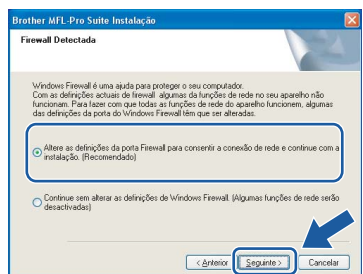 Brother MFL-Pro Suite Instalação
Firewall Detectada
Windows Firewall é uma ajuda para proteger o seu computador.
Com as definições actuais de firewall algumas da funções de rede no seu aparelho não
funcionam. Para fazer com que todas as funções de rede do aparelho funcionem, algumas
das definições da porta do Windows Firewall têm que ser alteradas.
Altere as definições da porta Firewall para consentir a conexão de rede e continue com a
instalação. (Recomendado)
Continue sem alterar as definições de Windows Firewall. (Algumas funções de rede serão
desactivadas)
< Anterior
Seguinte >
Cancelar